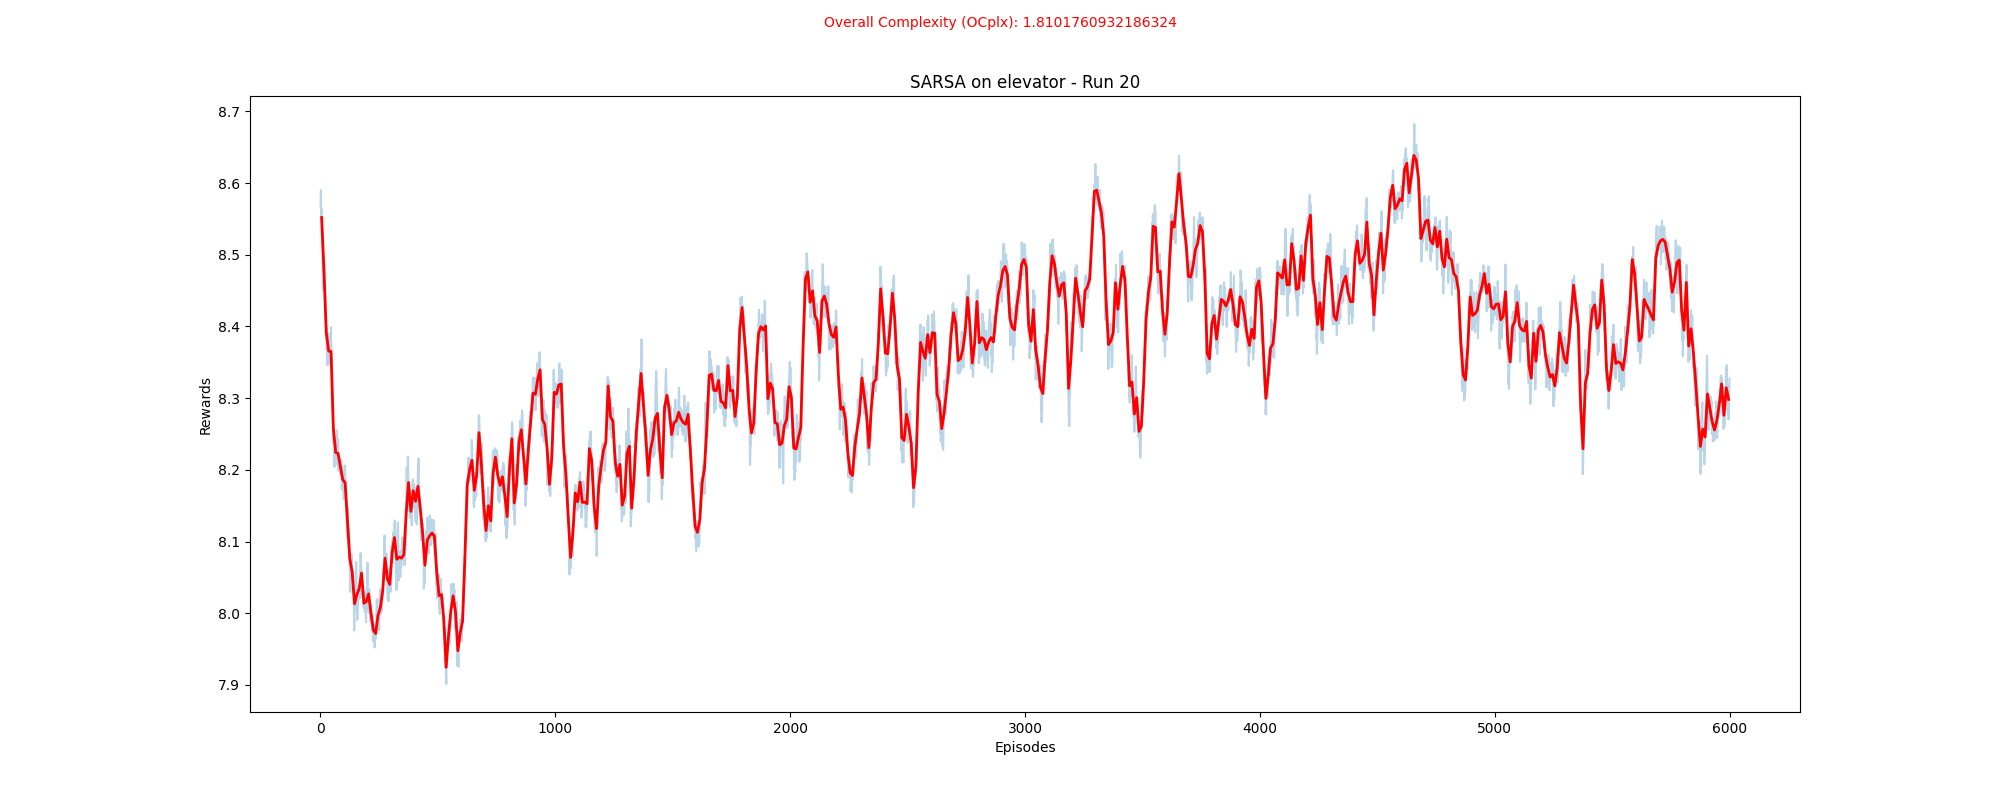 Overall Complexity (OCplx): 1.8101760932186324
SARSA on elevator - Run 20
8.7
8.6
8.5
8.4
8.3
8.2
8.1
8.0
7.9
Rewards
0 1000 2000 3000 4000 5000 6000
Episodes